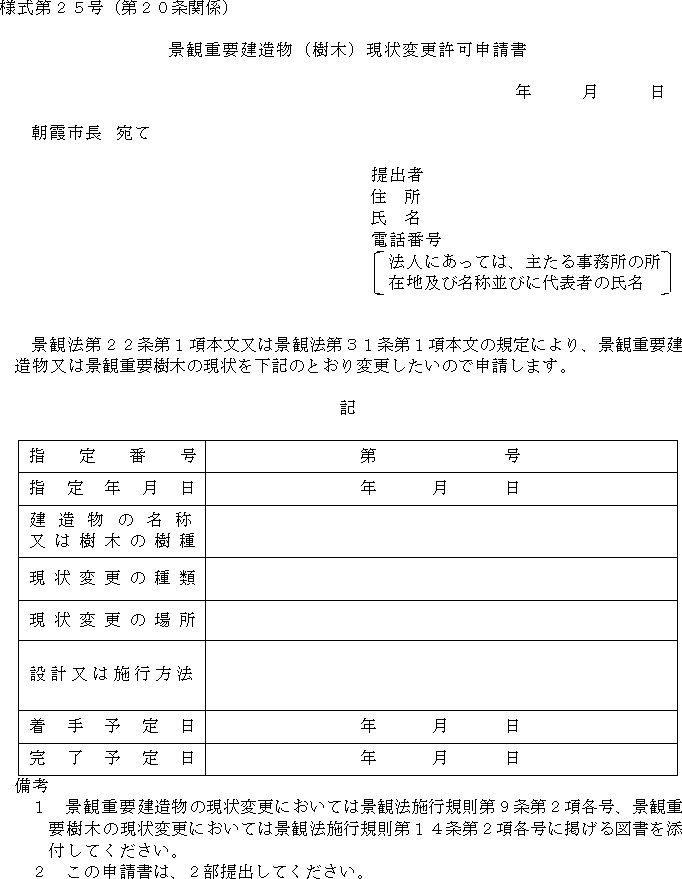 様式第２５号（第２０条関係）
景観重要建造物（樹木）現状変更許可申請書
年　　月　　日
朝霞市長　宛て
提出者
住　所
氏　名
電話番号
法人にあっては、主たる事務所の所
在地及び名称並びに代表者の氏名
景観法第２２条第１項本文又は景観法第３１条第１項本文の規定により、景観重要建
造物又は景観重要樹木の現状を下記のとおり変更したいので申請します。
記
指定番号　第　　　号
指定年月日　年　　月　　日
建造物の名称
又は樹木の樹種
現状変更の種類
現状変更の場所
設計又は施行方法
着手予定日　年　　月　　日
完了予定日　年　　月　　日
備考
１　景観重要建造物の現状変更においては景観法施行規則第９条第２項各号、景観重
要樹木の現状変更においては景観法施行規則第１４条第２項各号に掲げる図書を添
付してください。
２　この申請書は、２部提出してください。